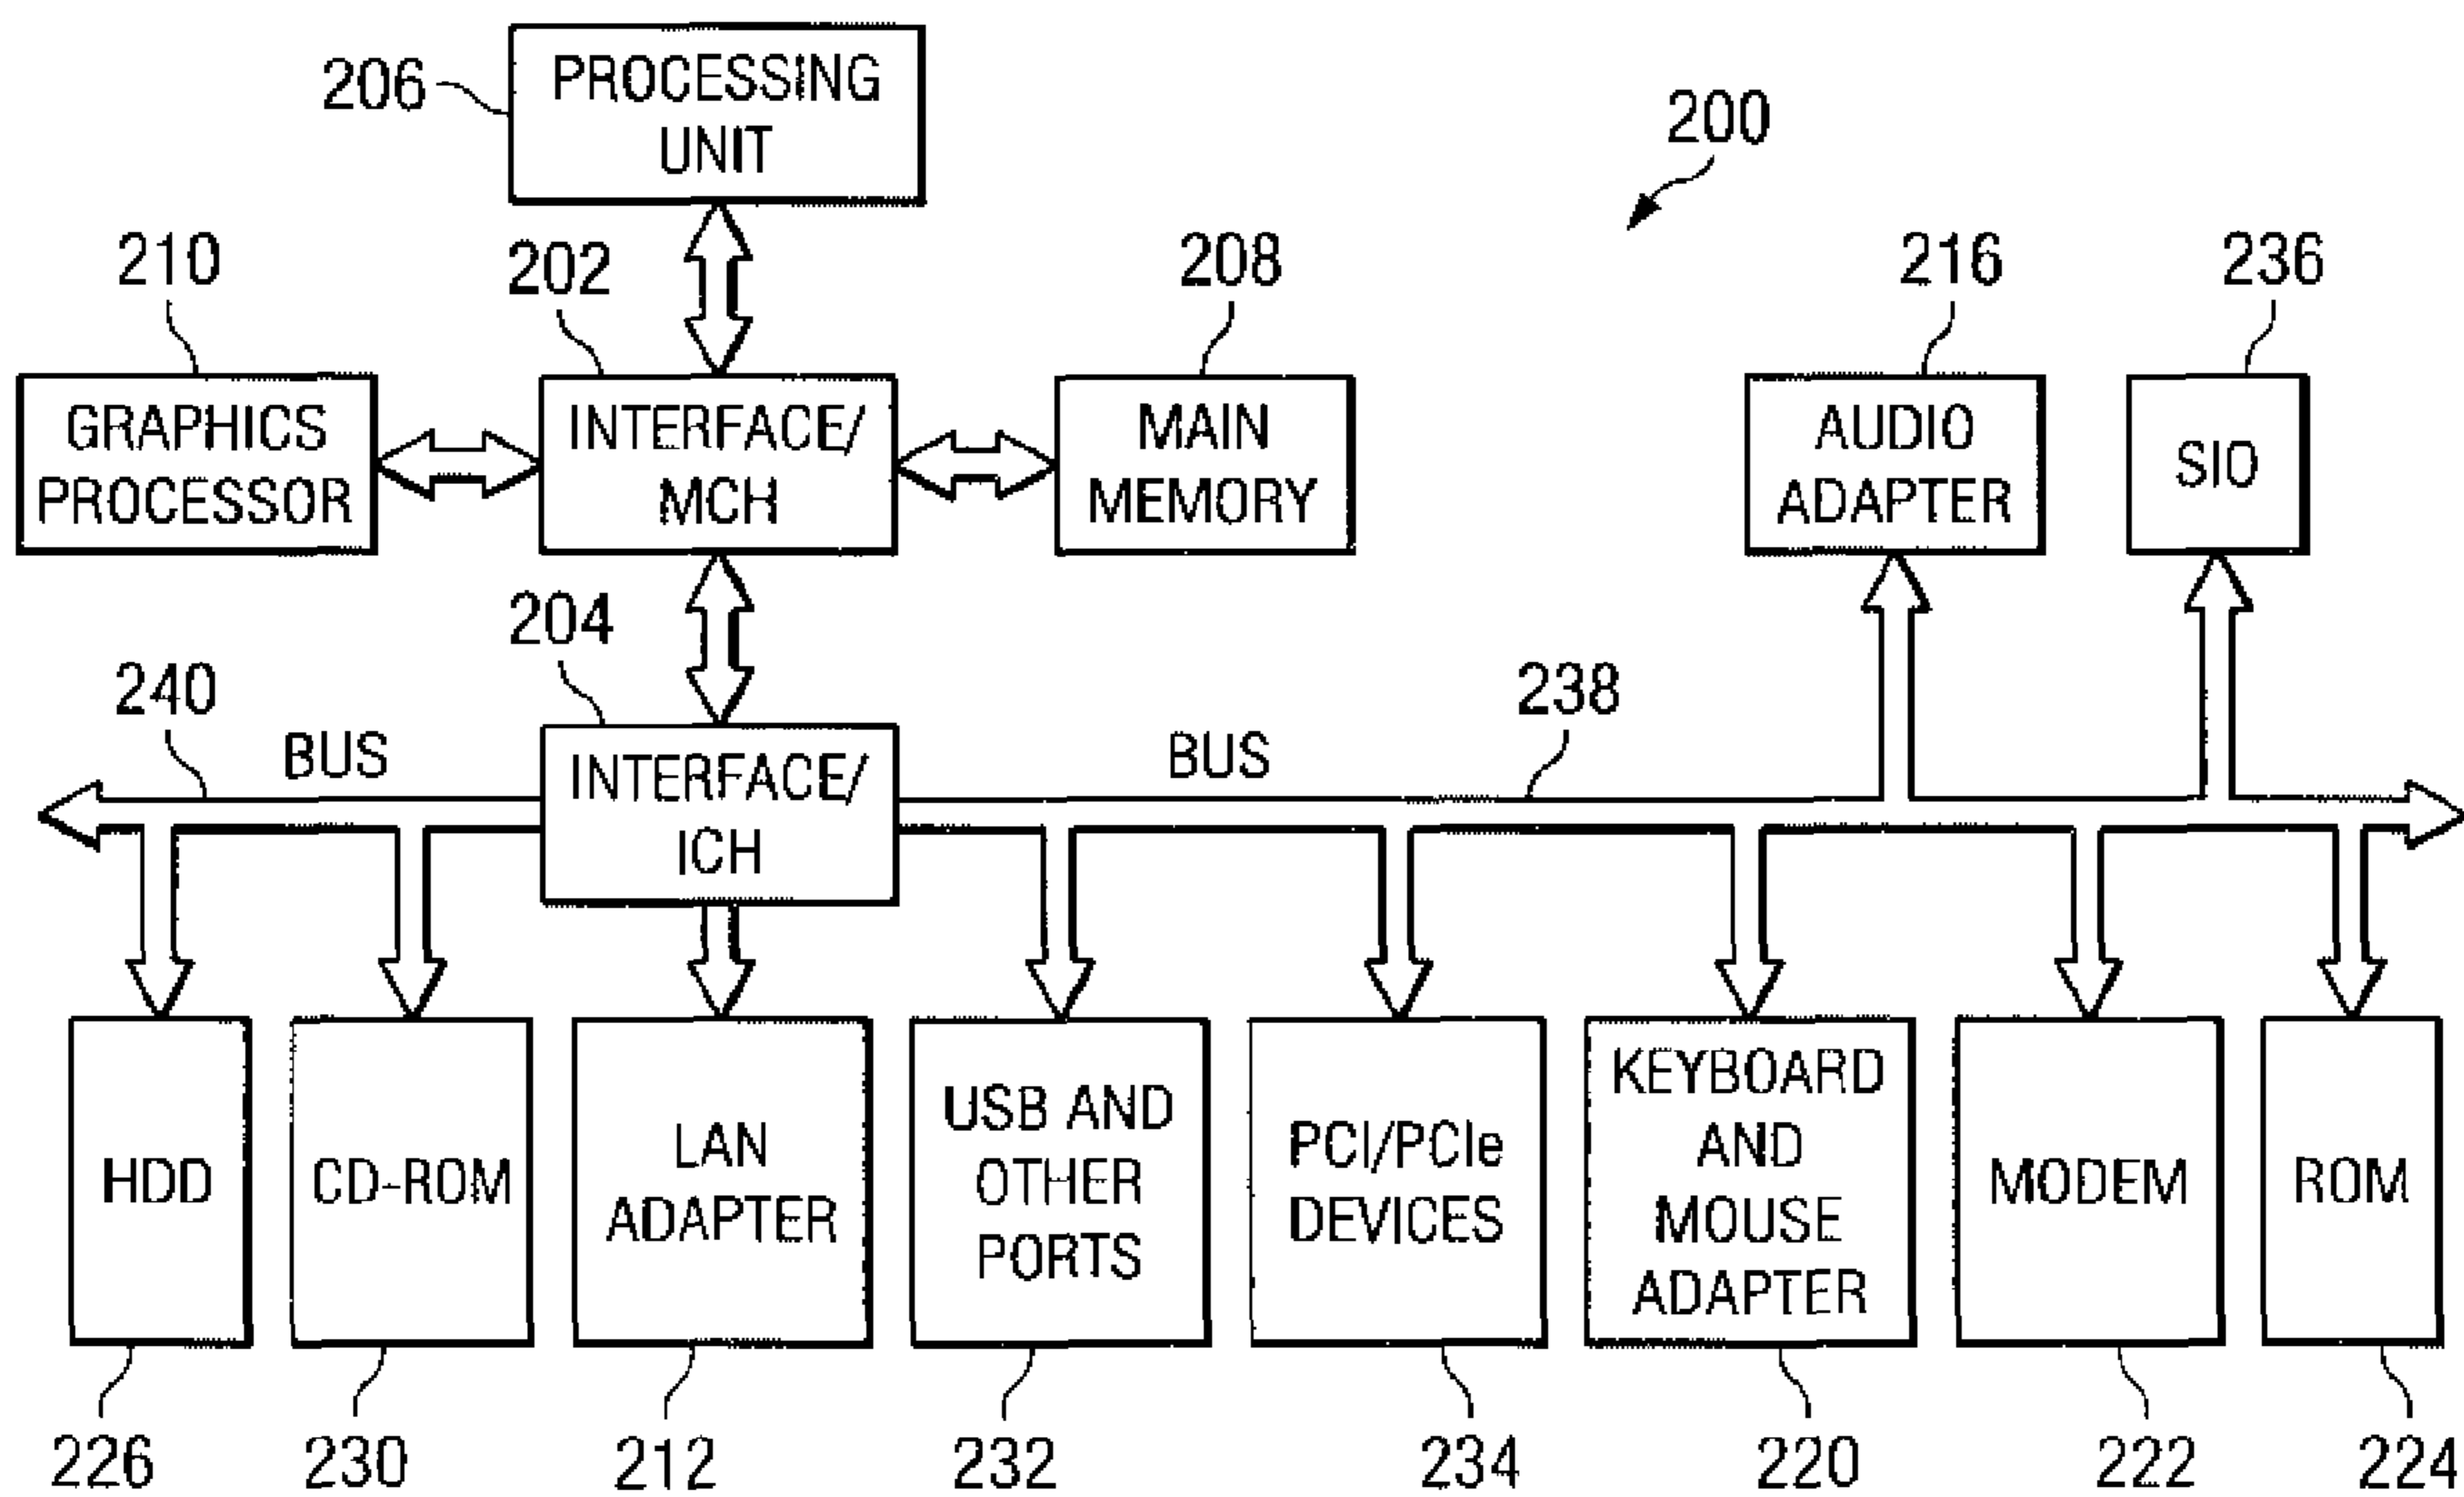 PROCESSING
UNIT
206
200
210
202
208
216
236
GRAPHICS
PROCESSOR
INTERFACE/
MCH
MAIN
MEMORY
AUDIO
ADAPTER
SIO
204
240
238
BUS
BUS
INTERFACE/
ICH
HDD
CD-ROM
LAN
ADAPTER
USB AND
OTHER
PORTS
PCI/PCIe
DEVICES
KEYBOARD
AND
MOUSE
ADAPTER
MODEM
ROM
226
230
212
232
234
220
222
224